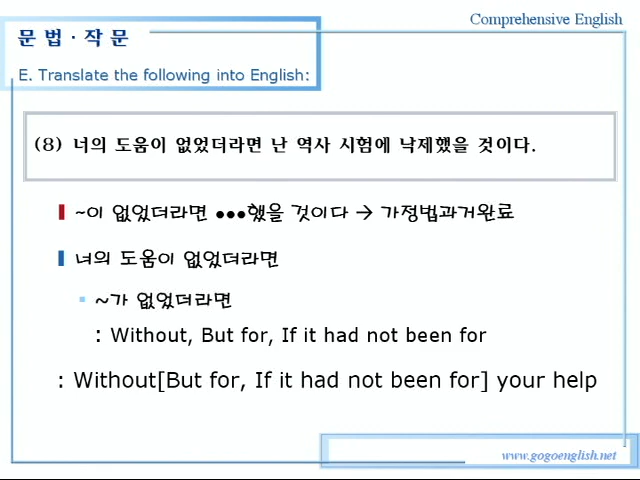 Comprehensive English
문 법 · 작 문
E. Translate the following into English:
(8) 너의 도움이 없었더라면 난 역사 시험에 낙제했을 것이다.
~이 없었더라면 ●●●했을 것이다 → 가정법과거완료
너의 도움이 없었더라면
~가 없었더라면
: Without, But for, If it had not been for
: Without[But for, If it had not been for] your help
www.gogoenglish.net